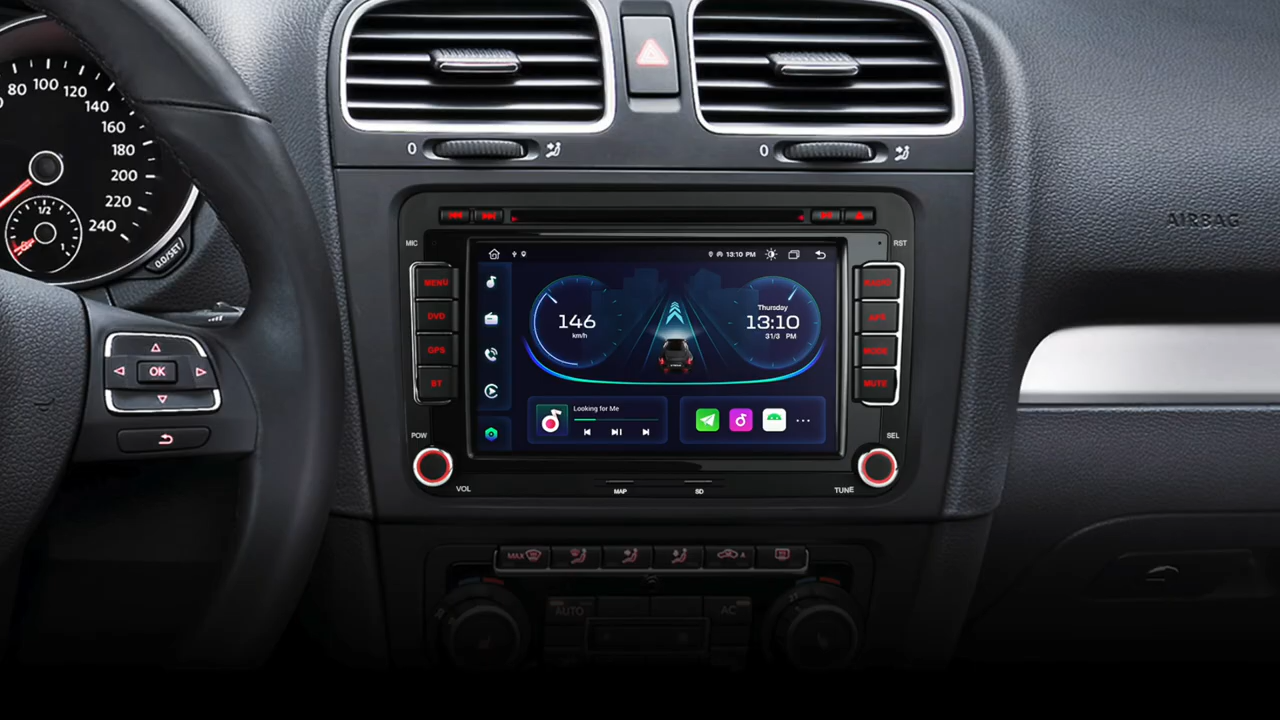 80 100 120
140
160
180
200
220
240
1/2
1
0.0/SET
0
0
AIRBAG
MIC
RST
13:10 PM
MENU
DVD
GPS
BT
RADIO
MODE
MUTE
146
km/h
Thursday
13:10
31/3 PM
Looking for Me
OK
POW
SEL
VOL
MAP
SD
TUNE
MAX
A
AUTO
AC